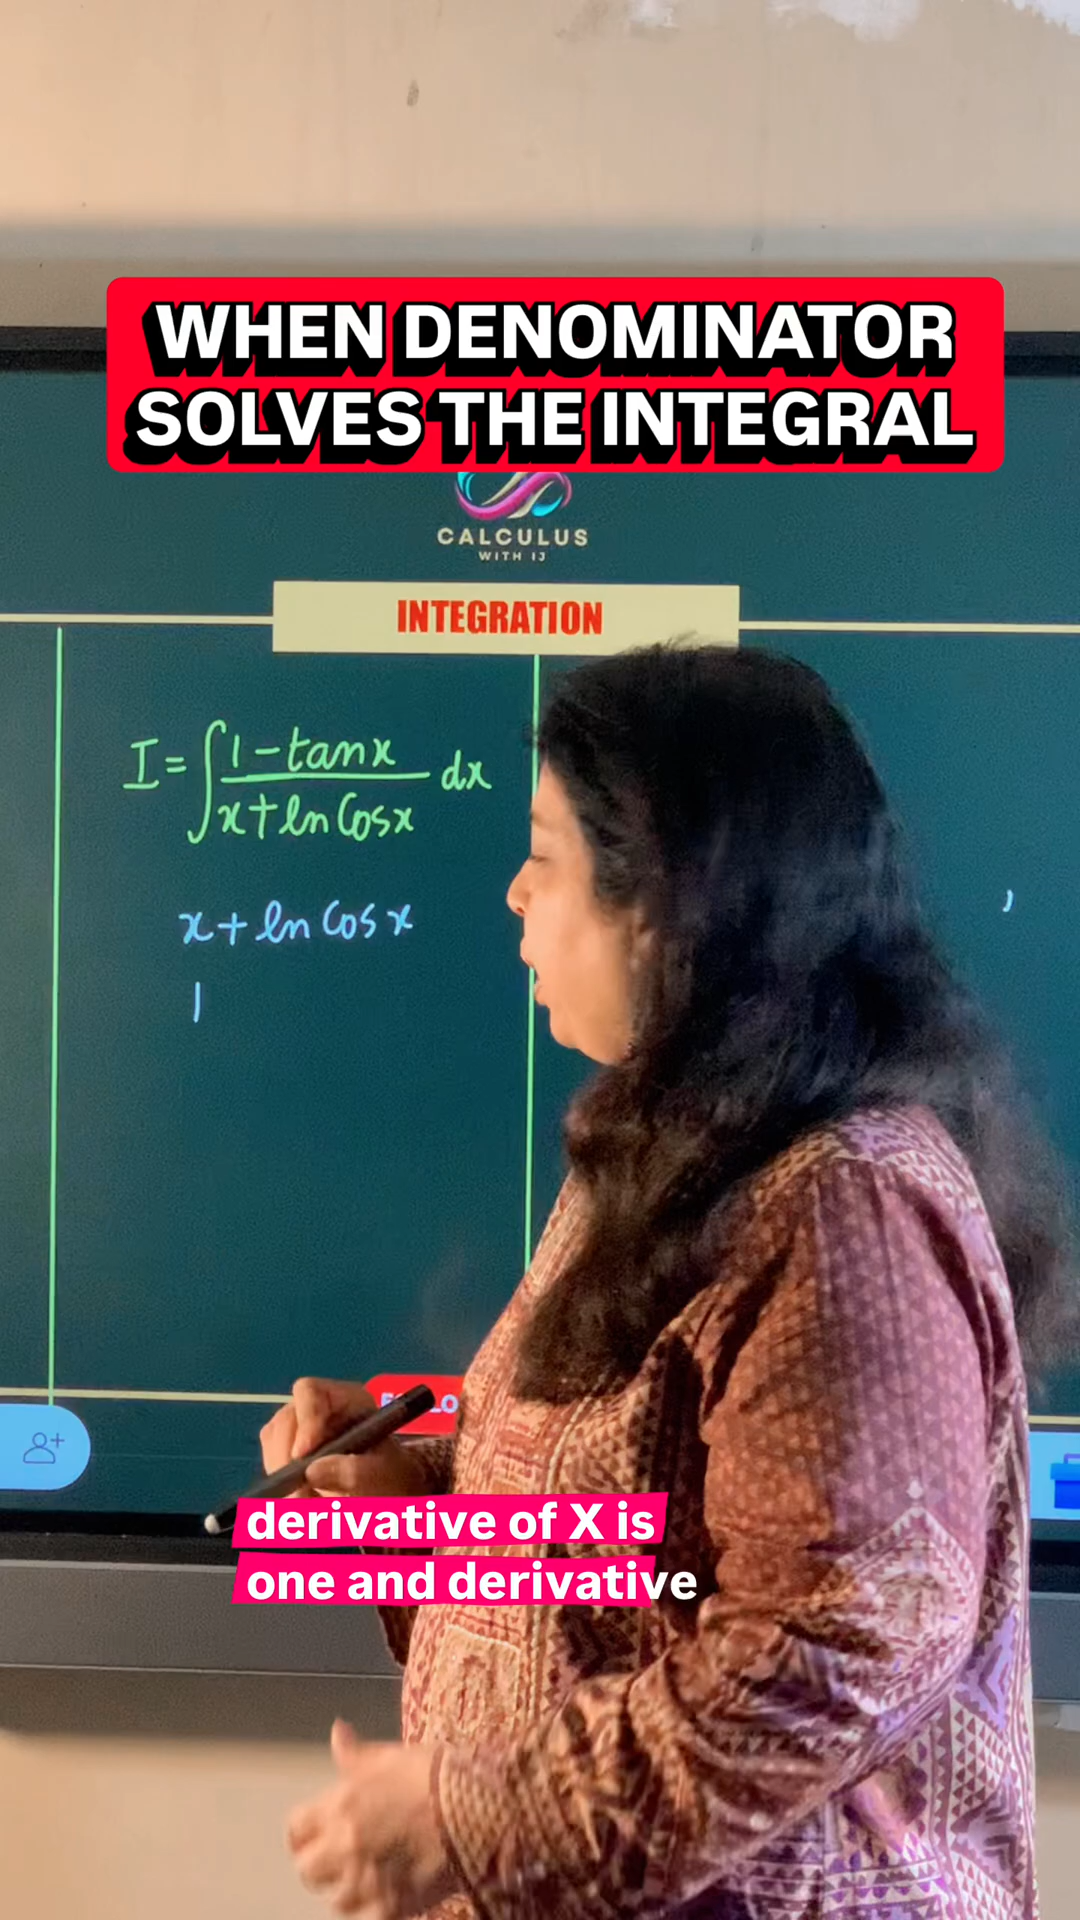 WHEN DENOMINATOR
SOLVES THE INTEGRAL
CALCULUS
WITH IJ
INTEGRATION
I = ∫ 1 - tanx / x + ln Cosx dx
x + ln Cos x
1
derivative of X is
one and derivative